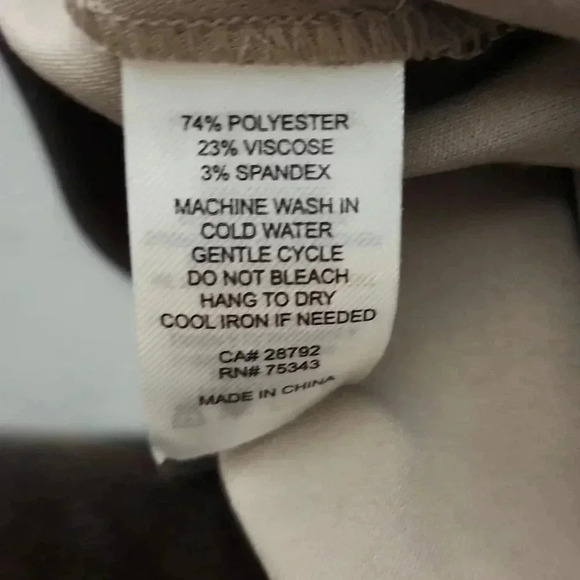 74% POLYESTER
23% VISCOSE
3% SPANDEX
MACHINE WASH IN
COLD WATER
GENTLE CYCLE
DO NOT BLEACH
HANG TO DRY
COOL IRON IF NEEDED
CA# 28792
RN# 75343
MADE IN CHINA